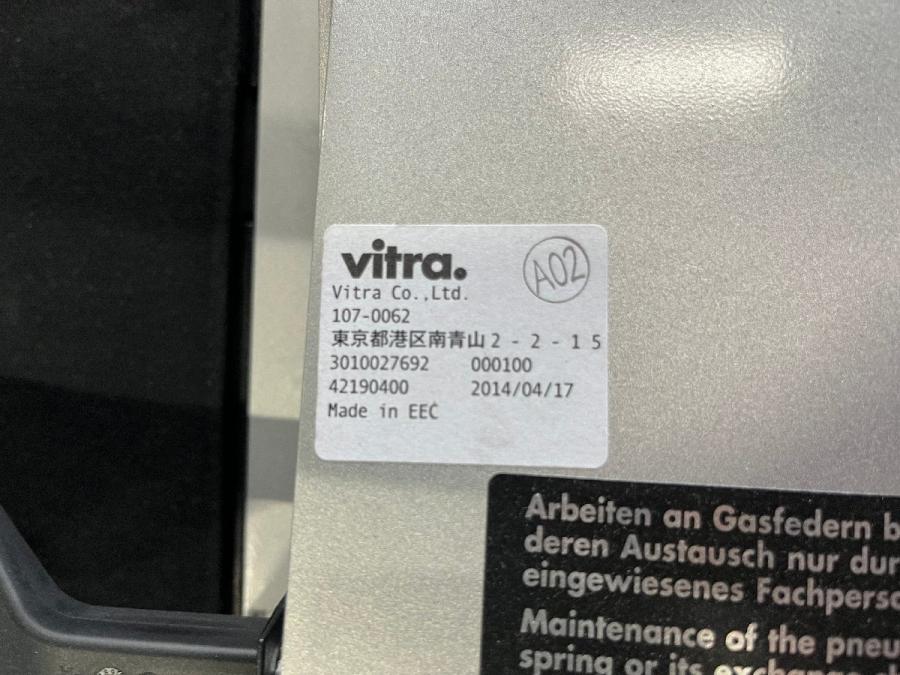 vitra.
A02
Vitra Co.,Ltd.
107-0062
東京都港区南青山2-2-15
3010027692 000100
42190400 2014/04/17
Made in EEC
Arbeiten an Gasfedern
deren Austausch nur
eingewiesenes
Maintenance of the
spring or its exchange